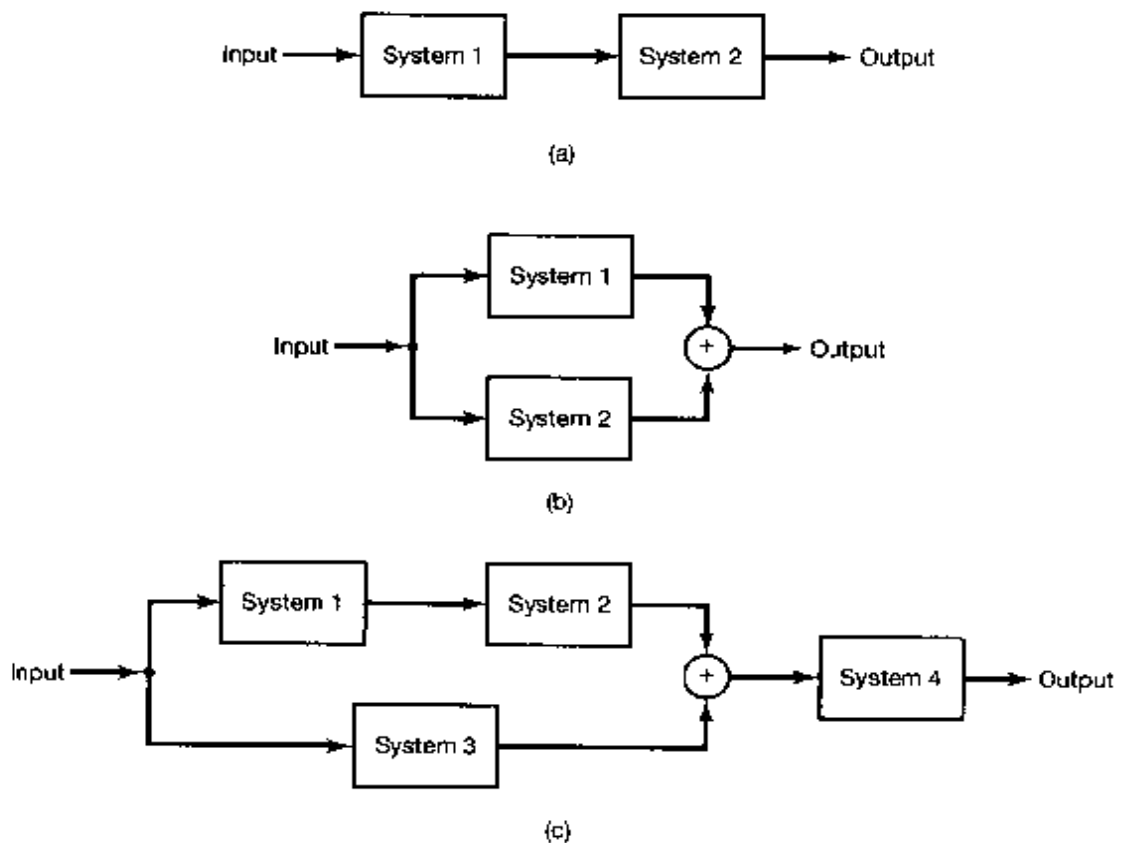 Input System 1 System 2 Output
(a)
System 1
Input + Output
System 2
(b)
System 1 System 2
Input + System 4 Output
System 3
(c)